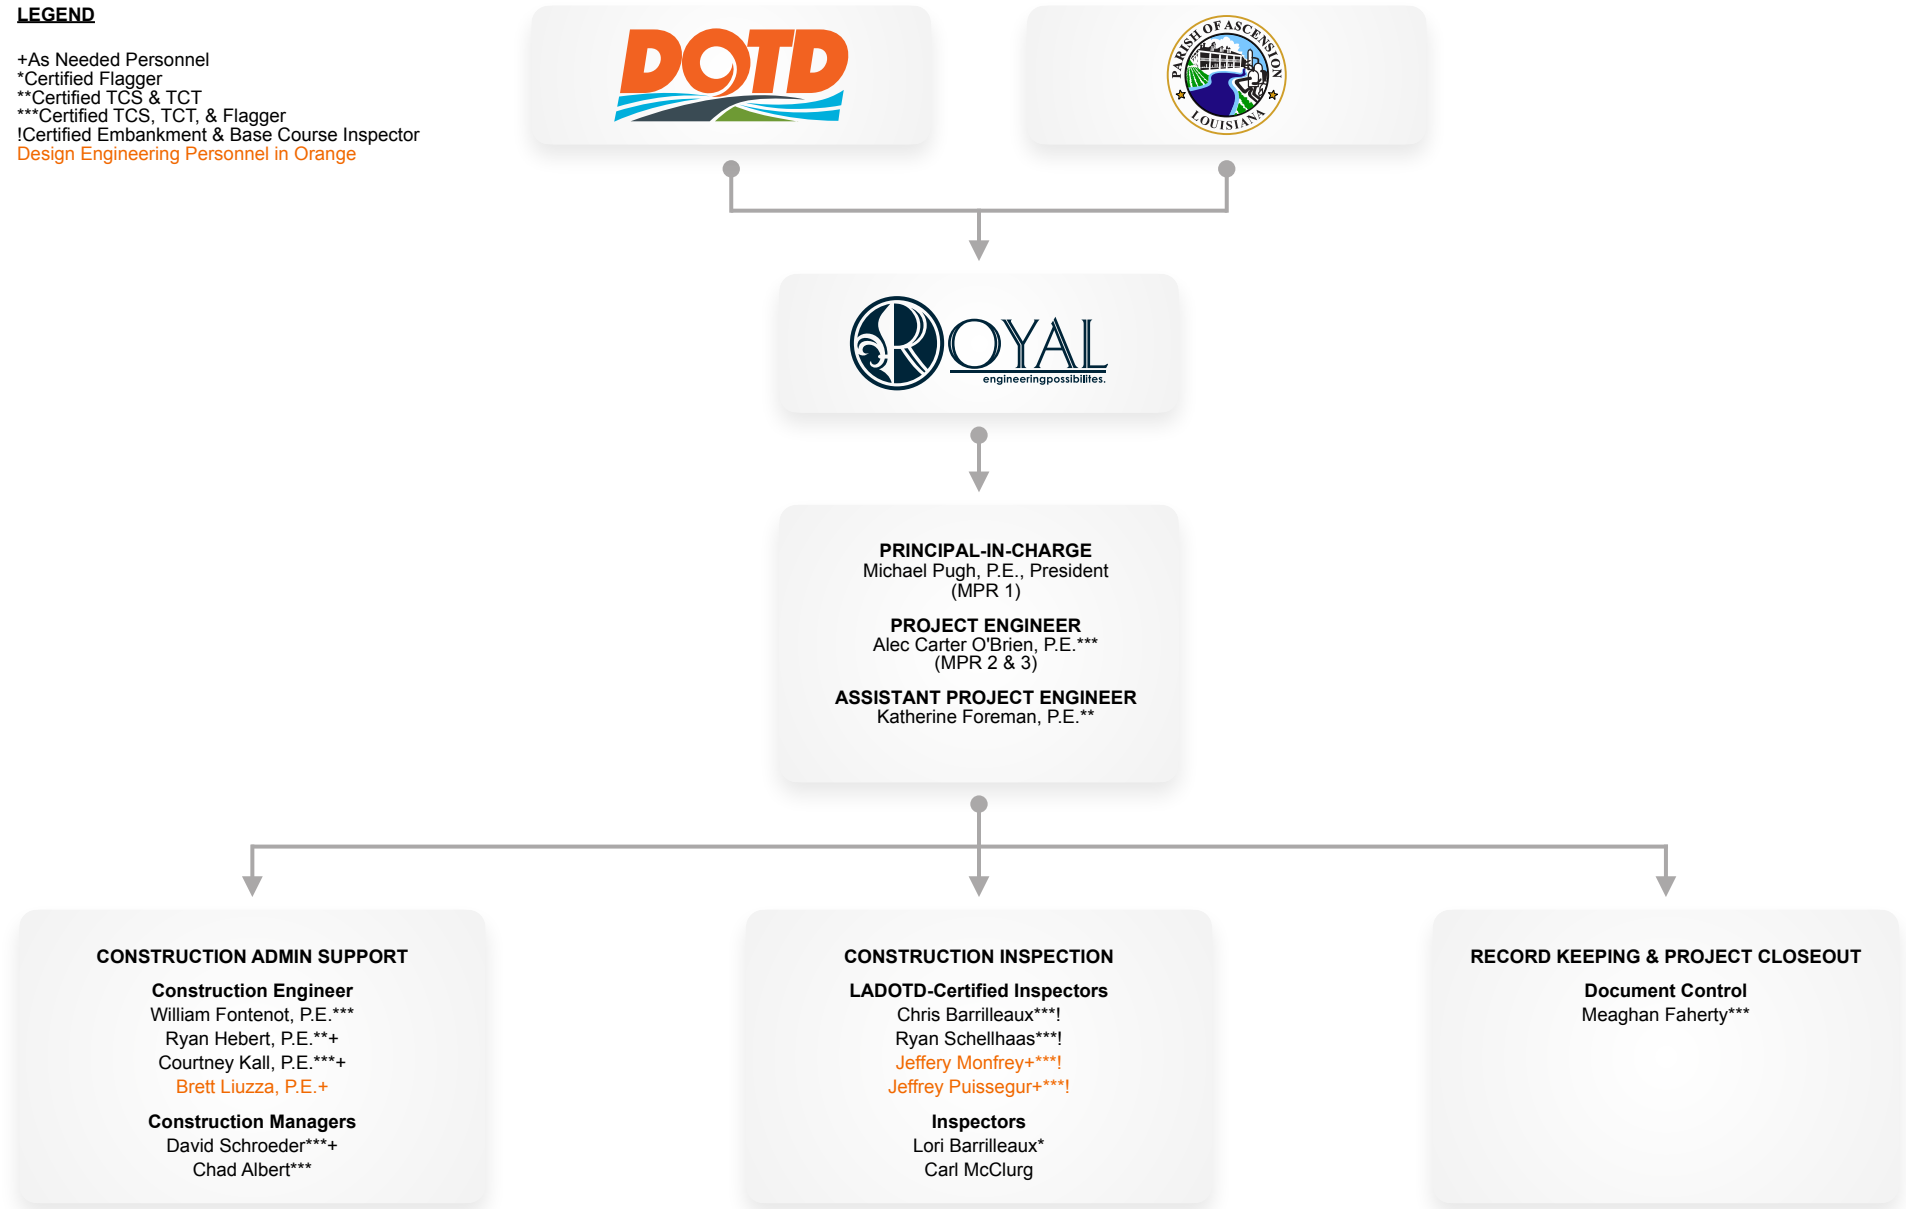 LEGEND
+As Needed Personnel
*Certified Flagger
**Certified TCS & TCT
***Certified TCS, TCT, & Flagger
!Certified Embankment & Base Course Inspector
Design Engineering Personnel in Orange
DOTD
PARISH OF ASCENSION
LOUISIANA
ROYAL
engineeringpossibilites.
PRINCIPAL-IN-CHARGE
Michael Pugh, P.E., President
(MPR 1)
PROJECT ENGINEER
Alec Carter O'Brien, P.E.***
(MPR 2 & 3)
ASSISTANT PROJECT ENGINEER
Katherine Foreman, P.E.**
CONSTRUCTION ADMIN SUPPORT
Construction Engineer
William Fontenot, P.E.***
Ryan Hebert, P.E.**+
Courtney Kall, P.E.***+
Brett Liuzza, P.E.+
Construction Managers
David Schroeder***+
Chad Albert***
CONSTRUCTION INSPECTION
LADOTD-Certified Inspectors
Chris Barrilleaux***!
Ryan Schellhaas***!
Jeffery Monfrey+***!
Jeffrey Puissegur+***!
Inspectors
Lori Barrilleaux*
Carl McClurg
RECORD KEEPING & PROJECT CLOSEOUT
Document Control
Meaghan Faherty***